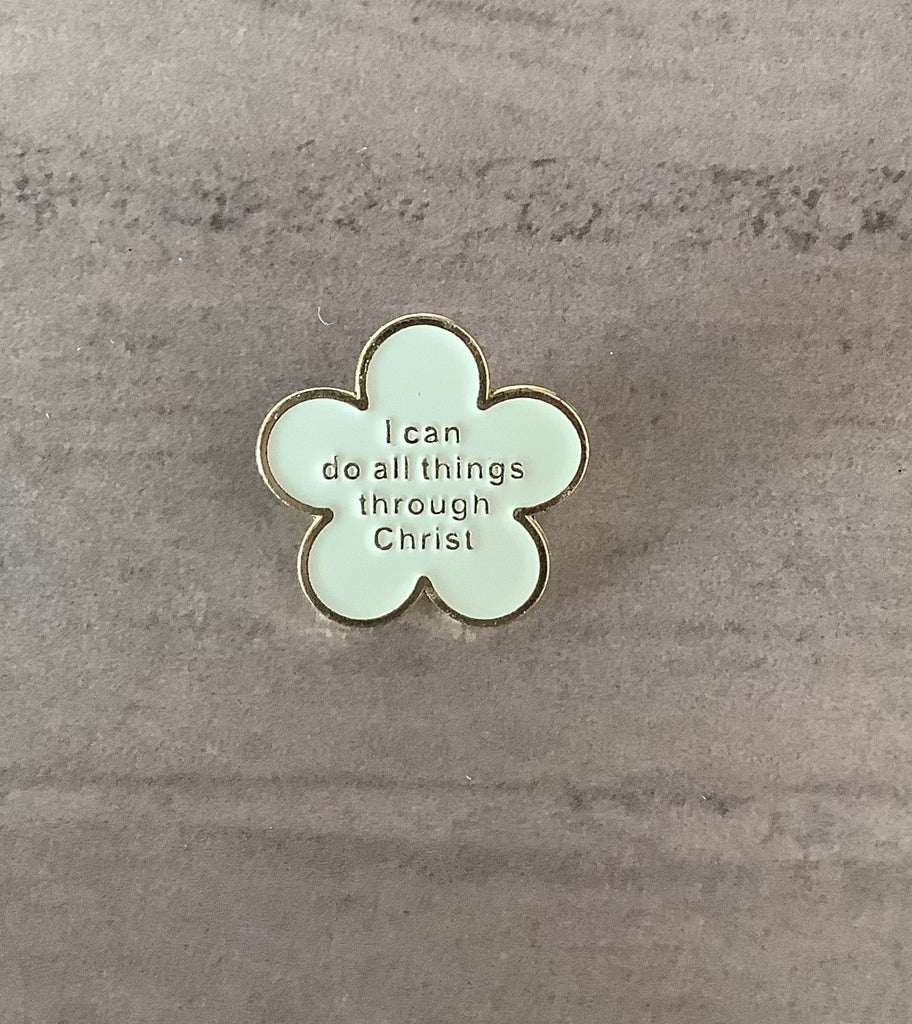 I can
do all things
through
Christ